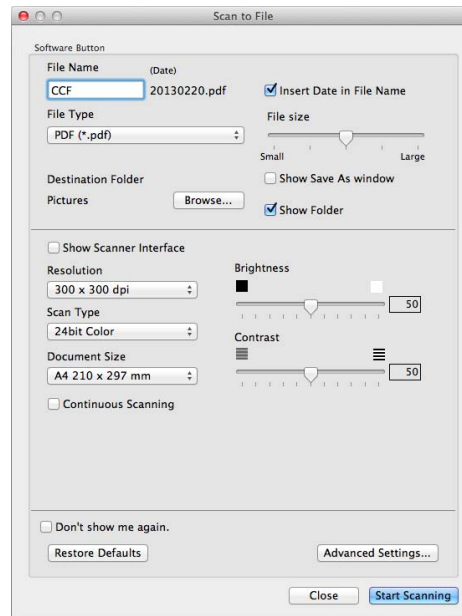 Scan to File
Software Button
File Name (Date)
CCF 20130220.pdf Insert Date in File Name
File Type File size
PDF (*.pdf)
Small Large
Destination Folder Show Save As window
Pictures Browse... Show Folder
Show Scanner Interface
Resolution Brightness
300 x 300 dpi 50
Scan Type
24bit Color Contrast
Document Size
A4 210 x 297 mm 50
Continuous Scanning
Don't show me again.
Restore Defaults Advanced Settings...
Close Start Scanning